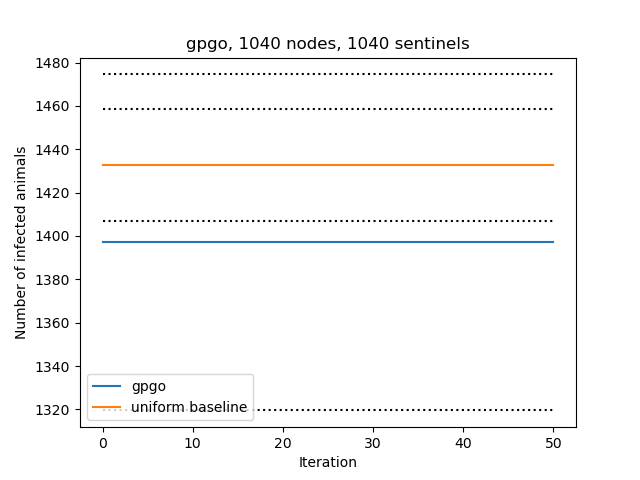 gpgo, 1040 nodes, 1040 sentinels
Number of infected animals
1480
1460
1440
1420
1400
1380
1360
1340
1320
gpgo
uniform baseline
0 10 20 30 40 50
Iteration